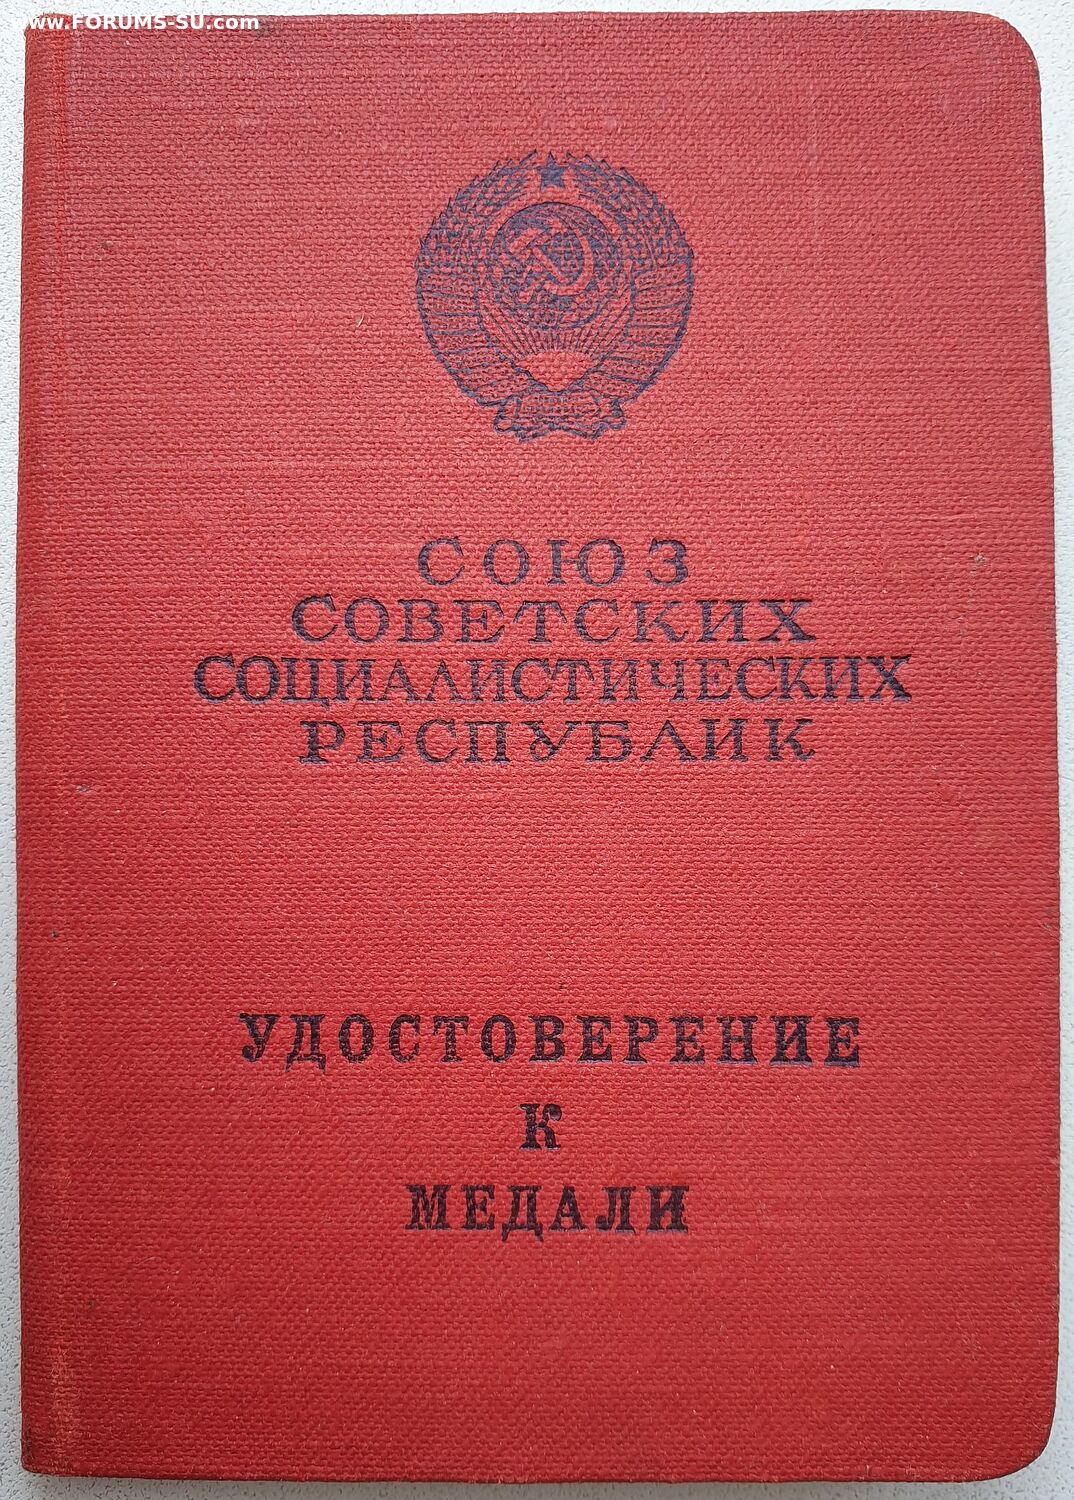 www.FORUMS-SU.com
СОЮЗ
СОВЕТСКИХ
СОЦИАЛИСТИЧЕСКИХ
РЕСПУБЛИК
УДОСТОВЕРЕНИЕ
К
МЕДАЛИ